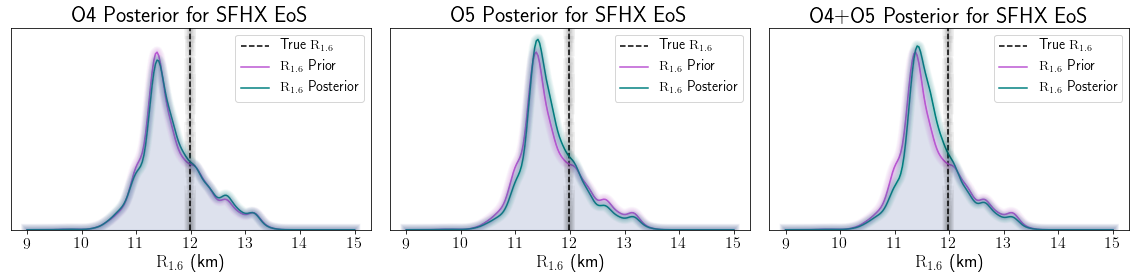 O4 Posterior for SFHX EoS
True R1.6
R1.6 Prior
R1.6 Posterior
9 10 11 12 13 14 15
R1.6 (km)
O5 Posterior for SFHX EoS
True R1.6
R1.6 Prior
R1.6 Posterior
9 10 11 12 13 14 15
R1.6 (km)
O4+O5 Posterior for SFHX EoS
True R1.6
R1.6 Prior
R1.6 Posterior
9 10 11 12 13 14 15
R1.6 (km)